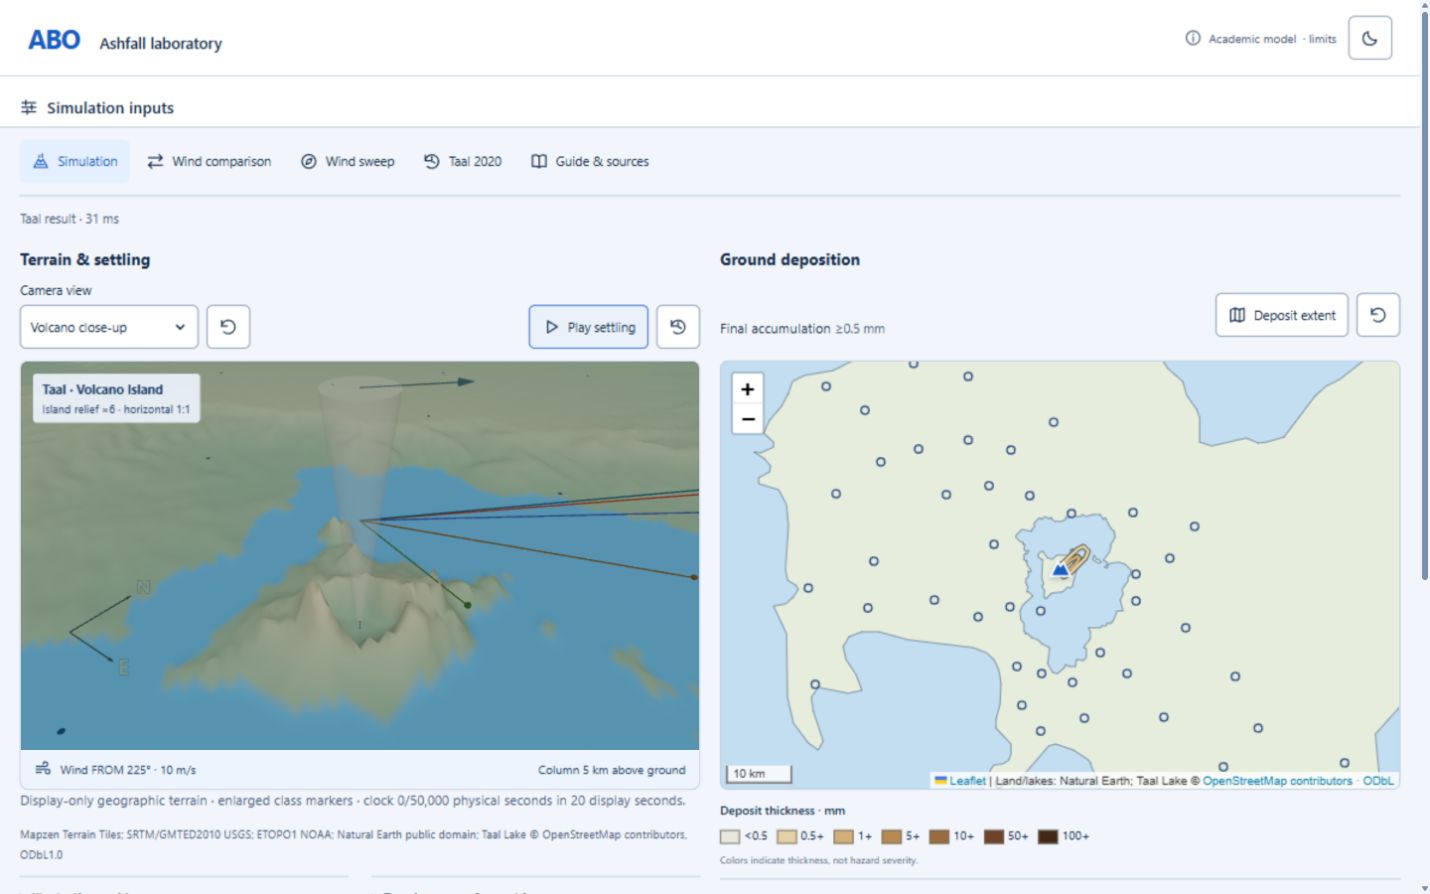 ABO Ashfall laboratory
Academic model · limits
Simulation inputs
Simulation
Wind comparison
Wind sweep
Taal 2020
Guide & sources
Taal result · 31 ms
Terrain & settling
Camera view
Volcano close-up
Play settling
Taal · Volcano Island
Island relief ≈6 · horizontal 1:1
N
E
Wind FROM 225° · 10 m/s
Column 5 km above ground
Display-only geographic terrain · enlarged class markers · clock 0/50,000 physical seconds in 20 display seconds.
Mapzen Terrain Tiles; SRTM/GMTED2010 USGS; ETOPO1 NOAA; Natural Earth public domain; Taal Lake © OpenStreetMap contributors,
ODbL1.0
Ground deposition
Final accumulation ≥0.5 mm
Deposit extent
+
−
10 km
Leaflet | Land/lakes: Natural Earth; Taal Lake © OpenStreetMap contributors · ODbL
Deposit thickness · mm
<0.5 0.5+ 1+ 5+ 10+ 50+ 100+
Colors indicate thickness, not hazard severity.